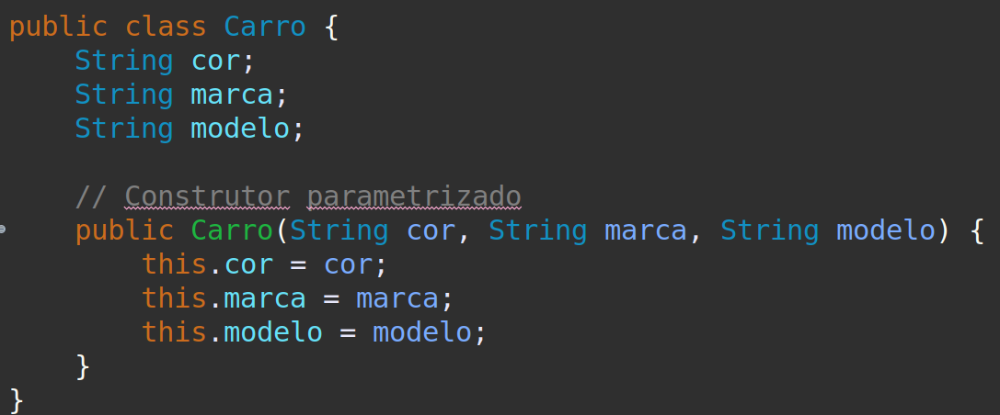 public class Carro {
    String cor;
    String marca;
    String modelo;

    // Construtor parametrizado
    public Carro(String cor, String marca, String modelo) {
        this.cor = cor;
        this.marca = marca;
        this.modelo = modelo;
    }
}